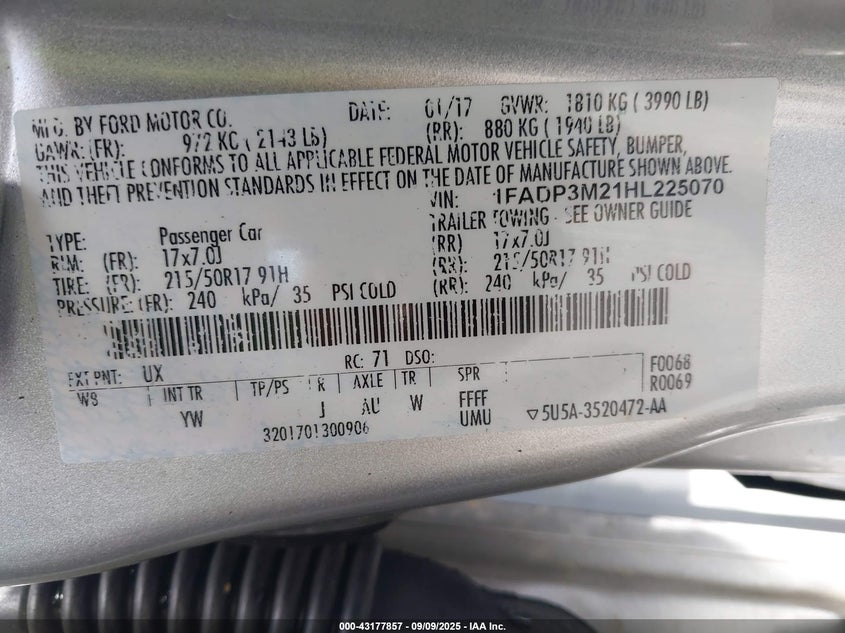 MFG. BY FORD MOTOR CO. DATE: 01/17 GVWR: 1810 KG ( 3990 LB)
GAWR: (FR): 972 KG ( 2143 LB) (RR): 880 KG ( 1940 LB)
THIS VEHICLE CONFORMS TO ALL APPLICABLE FEDERAL MOTOR VEHICLE SAFETY, BUMPER,
AND THEFT PREVENTION STANDARDS IN EFFECT ON THE DATE OF MANUFACTURE SHOWN ABOVE.
VIN: 1FADP3M21HL225070
TRAILER TOWING - SEE OWNER GUIDE
TYPE: Passenger Car
RIM: (FR): 17x7.0J (RR) 17x7.0J
TIRE: (FR): 215/50R17 91H (RR): 215/50R17 91H
PRESSURE: (FR): 240 kPa/ 35 PSI COLD (RR): 240 kPa/ 35 PSI COLD
EXT PNT: UX RC: 71 DSO: F0068
WB INT TR TP/PS R AXLE TR SPR R0069
YW J AU W FFFF
UMU
3201701300906 ▽5U5A-3520472-AA
000-43177857 - 09/09/2025 - IAA Inc.